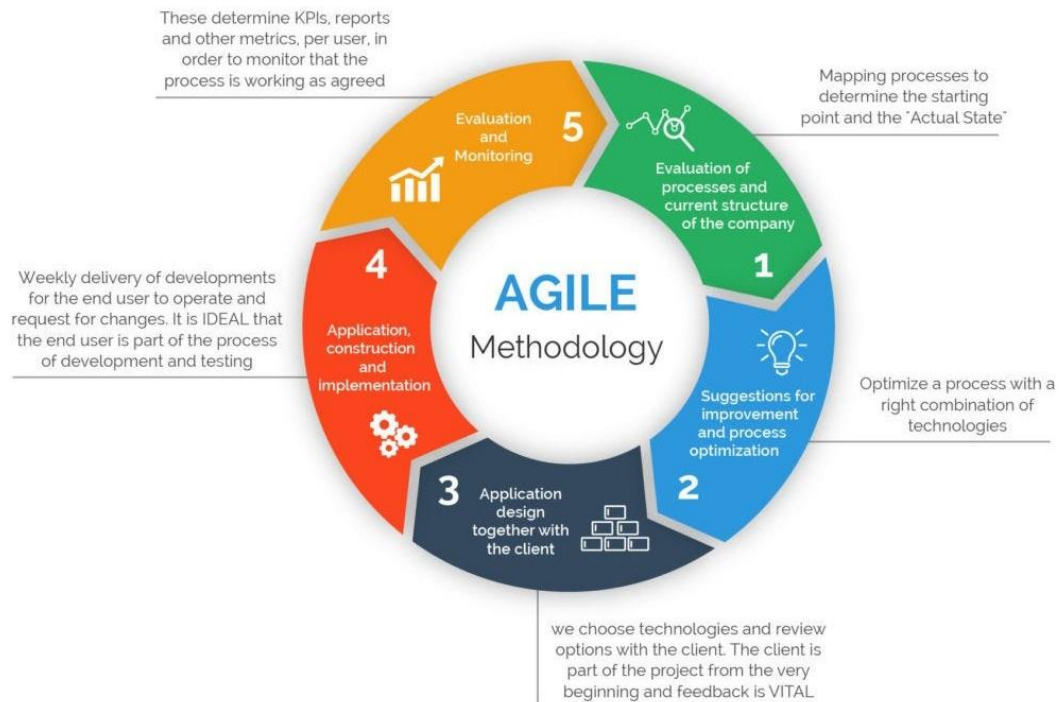 AGILE
Methodology
1
Evaluation of
processes and
current structure
of the company
Mapping processes to
determine the starting
point and the "Actual State"
2
Suggestions for
improvement
and process
optimization
Optimize a process with a
right combination of
technologies
3
Application
design
together with
the client
we choose technologies and review
options with the client. The client is
part of the project from the very
beginning and feedback is VITAL
4
Application,
construction
and
implementation
Weekly delivery of developments
for the end user to operate and
request for changes. It is IDEAL that
the end user is part of the process
of development and testing
5
Evaluation
and
Monitoring
These determine KPIs, reports
and other metrics, per user, in
order to monitor that the
process is working as agreed